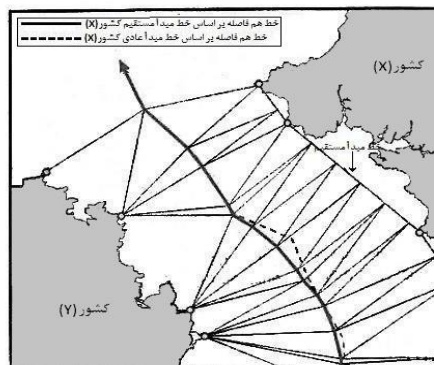 خط هم فاصله بر اساس خط مبدأ مستقیم کشور (X)
خط هم فاصله بر اساس خط مبدأ عادی کشور (X)
کشور (X)
خط مبدأ مستقیم
کشور (Y)